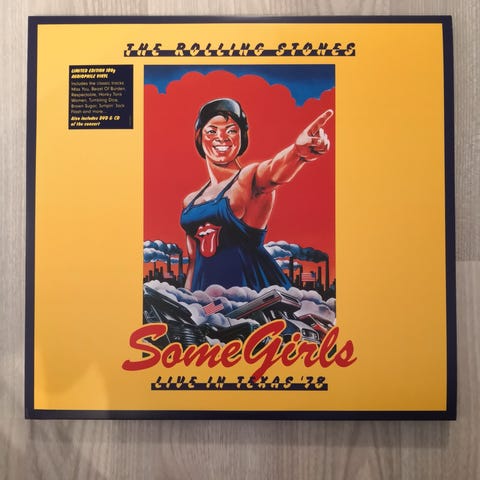 THE ROLLING STONES
LIMITED EDITION 180g
AUDIOPHILE VINYL
Includes the classic tracks
Miss You, Beast Of Burden,
Respectable, Honky Tonk
Women, Tumbling Dice,
Brown Sugar, Jumpin' Jack
Flash and more...
Also includes DVD & CD
of the concert
Some Girls
LIVE IN TEXAS '78